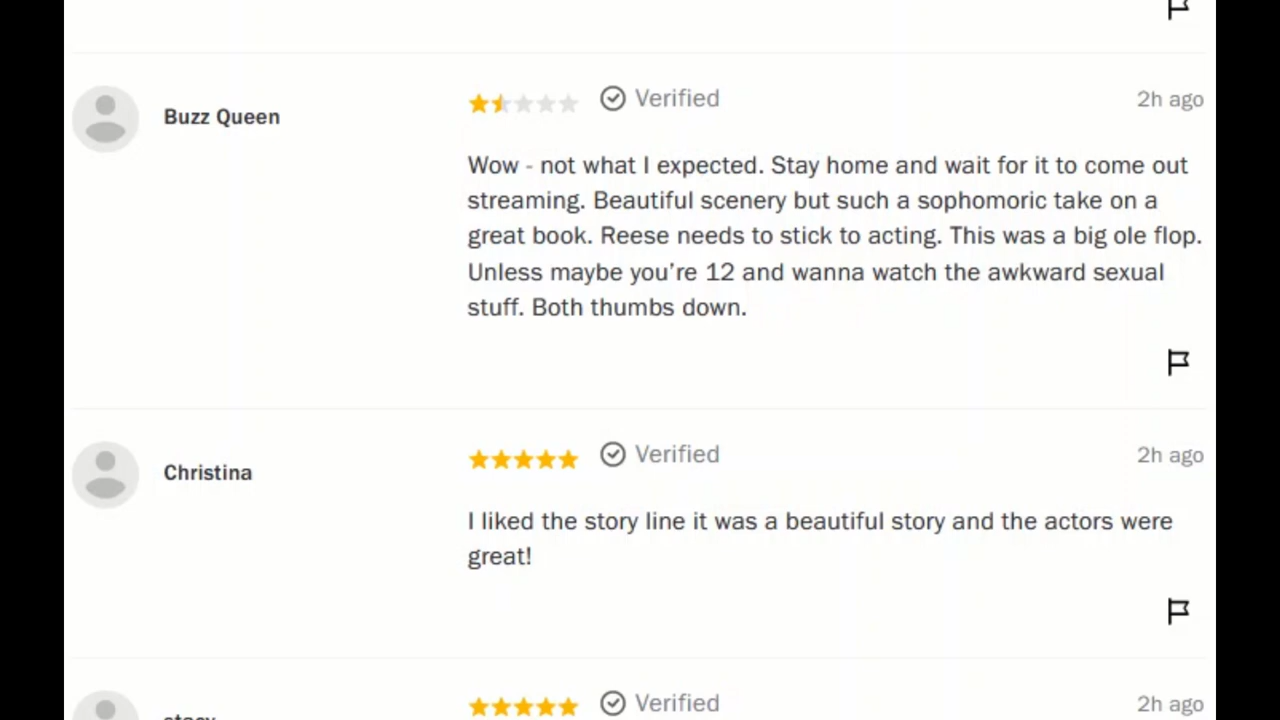 Buzz Queen
Verified
2h ago
Wow - not what I expected. Stay home and wait for it to come out
streaming. Beautiful scenery but such a sophomoric take on a
great book. Reese needs to stick to acting. This was a big ole flop.
Unless maybe you’re 12 and wanna watch the awkward sexual
stuff. Both thumbs down.
Christina
Verified
2h ago
I liked the story line it was a beautiful story and the actors were
great!
stacy
Verified
2h ago